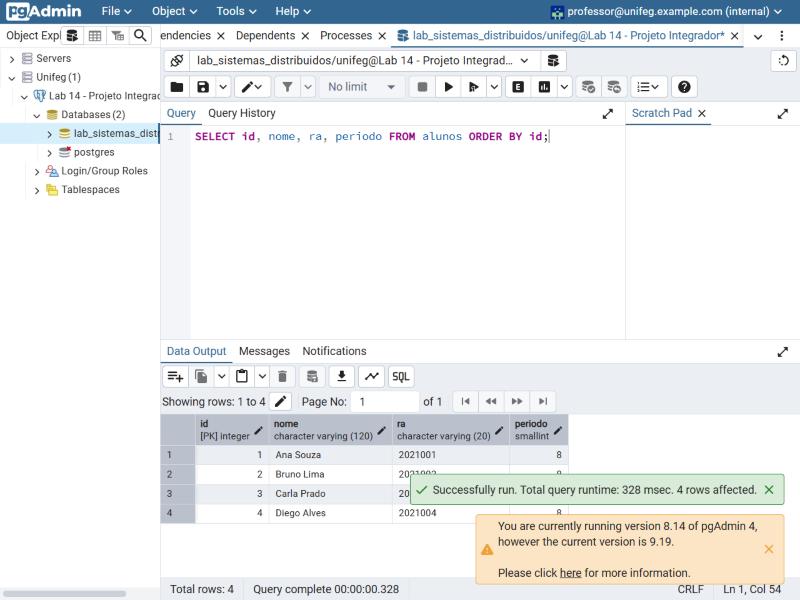 pgAdmin File Object Tools Help professor@unifeg.example.com (internal)
Object Expl
endencies Dependents Processes lab_sistemas_distribuidos/unifeg@Lab 14 - Projeto Integrador*
Servers
Unifeg (1)
Lab 14 - Projeto Integrad
Databases (2)
lab_sistemas_distr
postgres
Login/Group Roles
Tablespaces
lab_sistemas_distribuidos/unifeg@Lab 14 - Projeto Integrad...
No limit
E
Query Query History
Scratch Pad
1 SELECT id, nome, ra, periodo FROM alunos ORDER BY id;
Data Output Messages Notifications
SQL
Showing rows: 1 to 4 Page No: 1 of 1
id nome ra periodo
[PK] integer character varying (120) character varying (20) smallint
1 1 Ana Souza 2021001 8
2 2 Bruno Lima
3 3 Carla Prado
4 4 Diego Alves 2021004 8
Successfully run. Total query runtime: 328 msec. 4 rows affected.
You are currently running version 8.14 of pgAdmin 4,
however the current version is 9.19.
Please click here for more information.
Total rows: 4 Query complete 00:00:00.328 CRLF Ln 1, Col 54